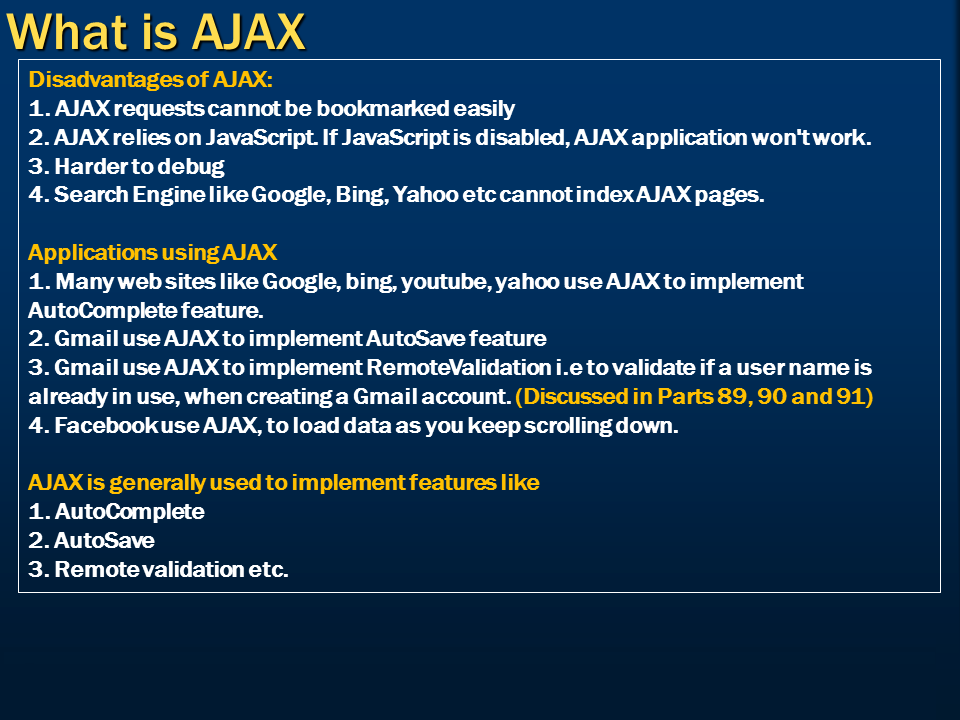 What is AJAX
Disadvantages of AJAX:
1. AJAX requests cannot be bookmarked easily
2. AJAX relies on JavaScript. If JavaScript is disabled, AJAX application won't work.
3. Harder to debug
4. Search Engine like Google, Bing, Yahoo etc cannot index AJAX pages.
Applications using AJAX
1. Many web sites like Google, bing, youtube, yahoo use AJAX to implement
AutoComplete feature.
2. Gmail use AJAX to implement AutoSave feature
3. Gmail use AJAX to implement RemoteValidation i.e to validate if a user name is
already in use, when creating a Gmail account. (Discussed in Parts 89, 90 and 91)
4. Facebook use AJAX, to load data as you keep scrolling down.
AJAX is generally used to implement features like
1. AutoComplete
2. AutoSave
3. Remote validation etc.